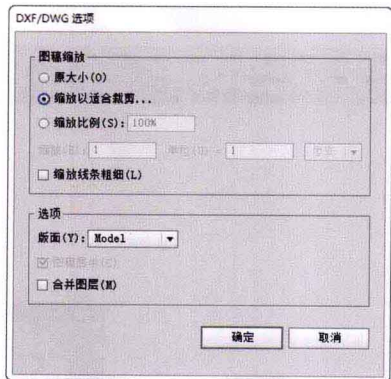 DXF/DWG 选项
图稿缩放
原大小(O)
缩放以适合裁剪...
缩放比例(S): 100%
1 1
缩放线条粗细(L)
选项
版面(Y): Model
合并图层(M)
确定 取消